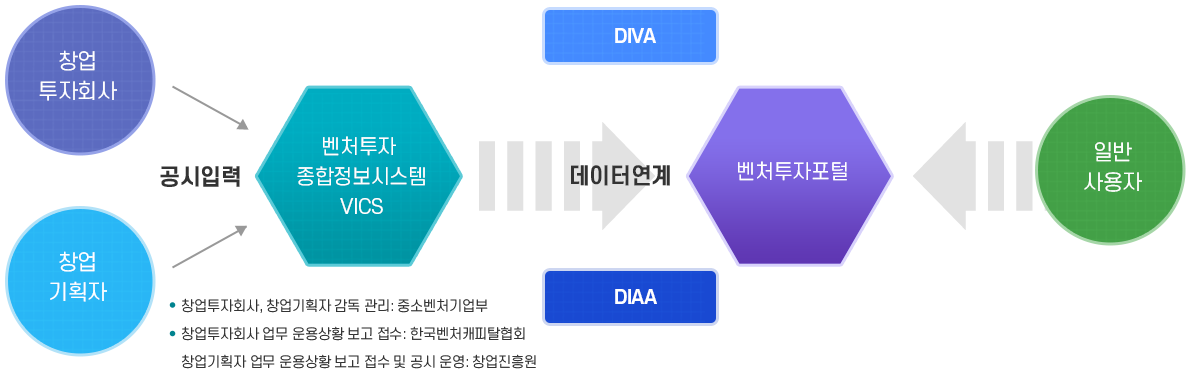 창업
투자회사
창업
기획자
공시입력
벤처투자
종합정보시스템
VICS
DIVA
데이터연계
DIAA
벤처투자포털
일반
사용자
• 창업투자회사, 창업기획자 감독 관리: 중소벤처기업부
• 창업투자회사 업무 운용상황 보고 접수: 한국벤처캐피탈협회
창업기획자 업무 운용상황 보고 접수 및 공시 운영: 창업진흥원